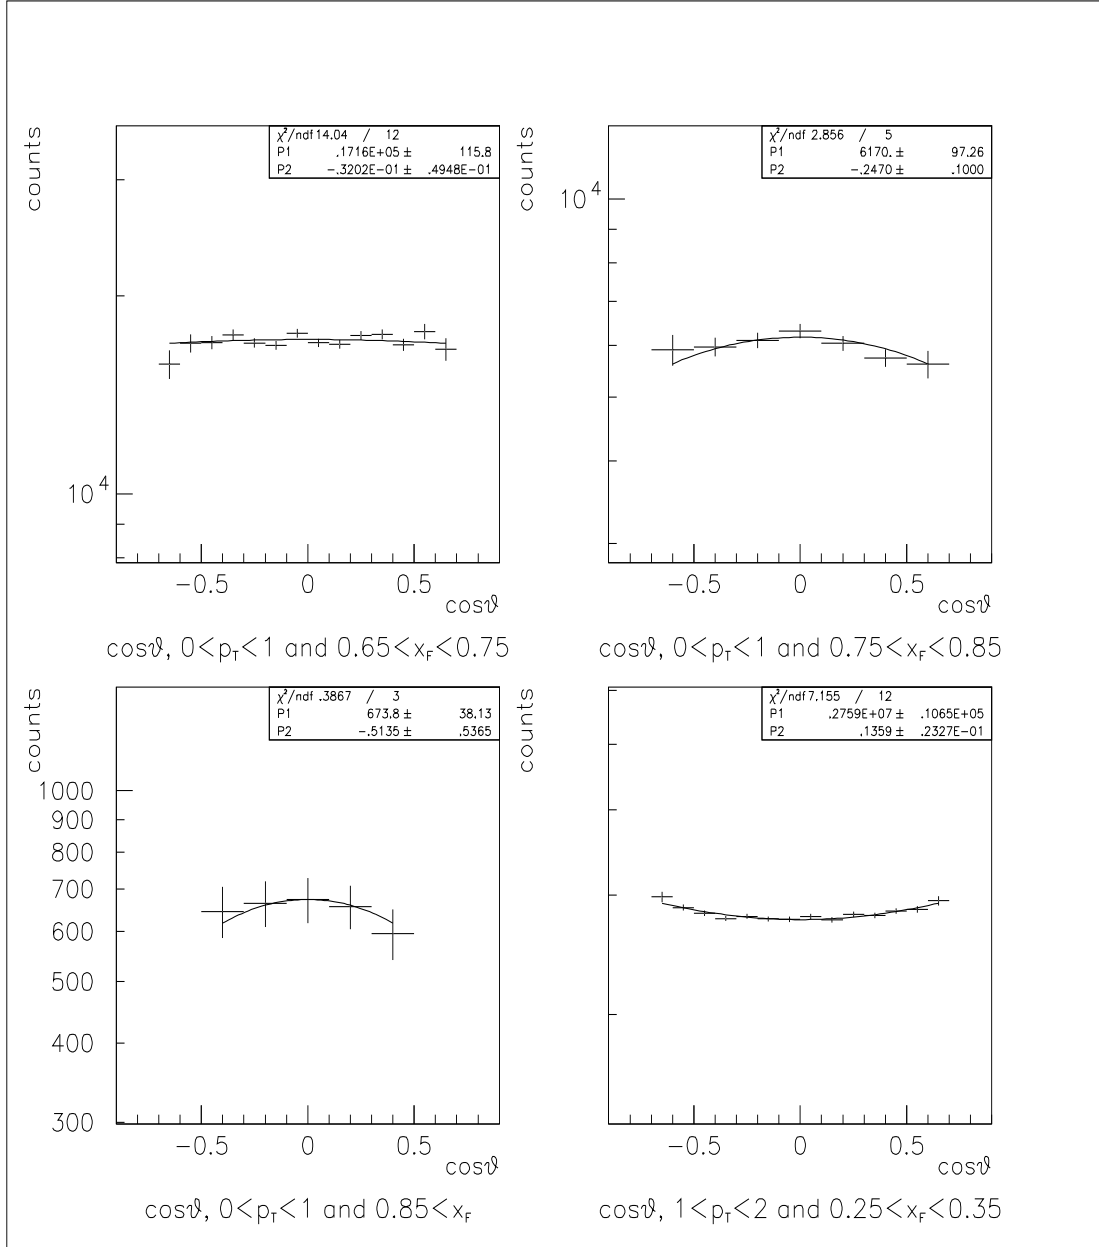 counts
χ²/ndf 14.04 / 12
P1 .1716E+05 ± 115.8
P2 -.3202E-01 ± .4948E-01
10⁴
-0.5 0 0.5
cosϑ
cosϑ, 0<p_T<1 and 0.65<x_F<0.75
counts
χ²/ndf 2.856 / 5
P1 6170. ± 97.26
P2 -.2470 ± .1000
10⁴
-0.5 0 0.5
cosϑ
cosϑ, 0<p_T<1 and 0.75<x_F<0.85
counts
χ²/ndf .3867 / 3
P1 673.8 ± 38.13
P2 -.5135 ± .5365
1000
900
800
700
600
500
400
300
-0.5 0 0.5
cosϑ
cosϑ, 0<p_T<1 and 0.85<x_F
counts
χ²/ndf 7.155 / 12
P1 .2759E+07 ± .1065E+05
P2 .1359 ± .2327E-01
-0.5 0 0.5
cosϑ
cosϑ, 1<p_T<2 and 0.25<x_F<0.35